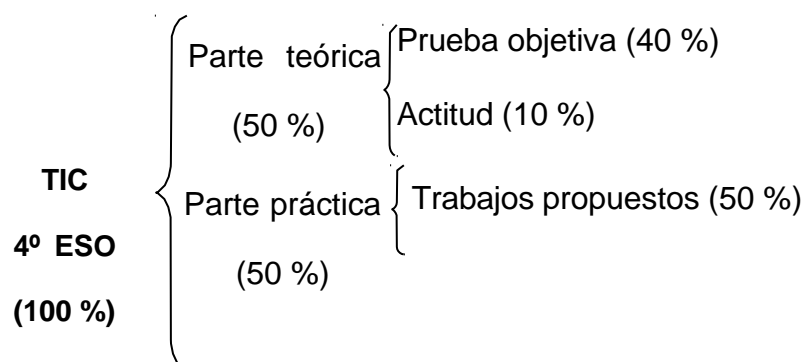 TIC
4º ESO
(100 %)
Parte teórica
(50 %)
Prueba objetiva (40 %)
Actitud (10 %)
Parte práctica
(50 %)
Trabajos propuestos (50 %)